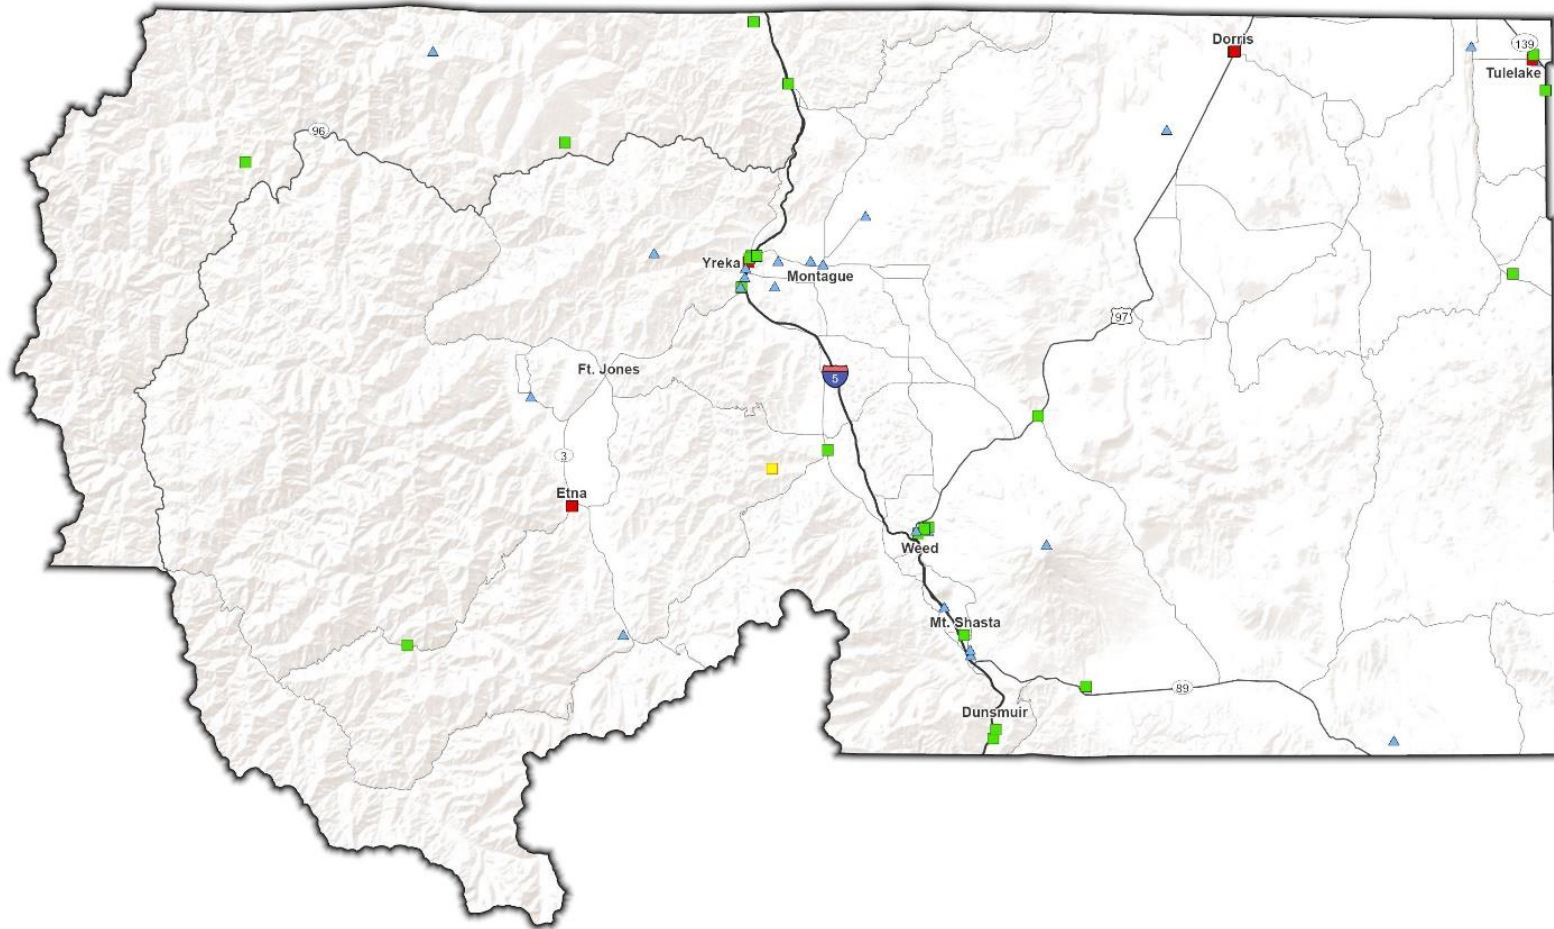 Dorris
139
Tulelake
96
Yreka
Montague
97
Ft. Jones
5
3
Etna
Weed
Mt. Shasta
89
Dunsmuir